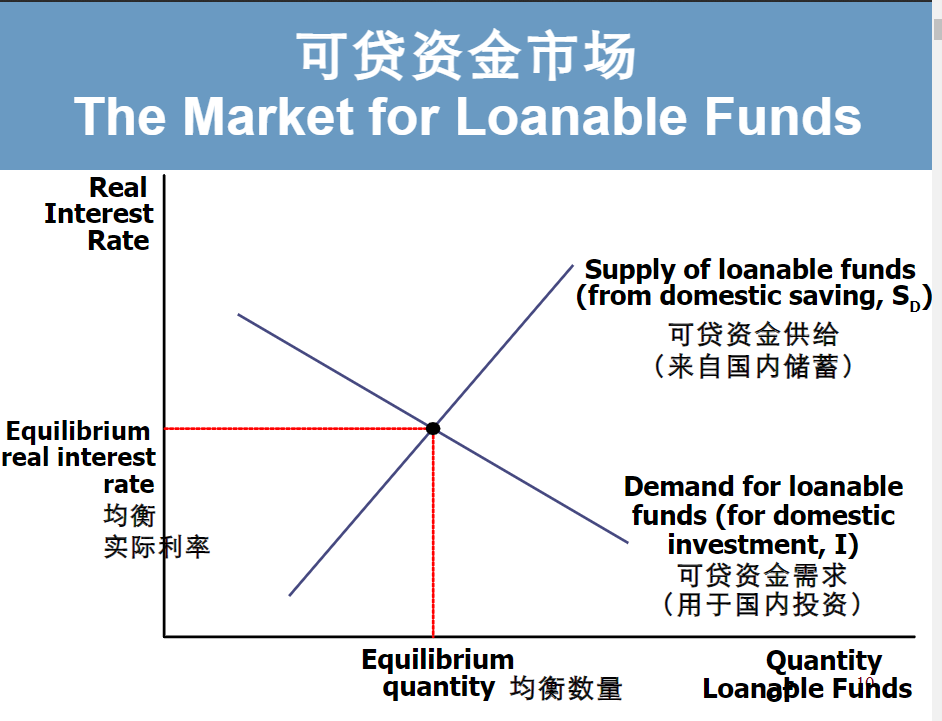 可贷资金市场
The Market for Loanable Funds
Real
Interest
Rate
Supply of loanable funds
(from domestic saving, SD)
可贷资金供给
（来自国内储蓄）
Equilibrium
real interest
rate
均衡
实际利率
Demand for loanable
funds (for domestic
investment, I)
可贷资金需求
（用于国内投资）
Equilibrium
quantity 均衡数量
Quantity
of
Loanable Funds
10